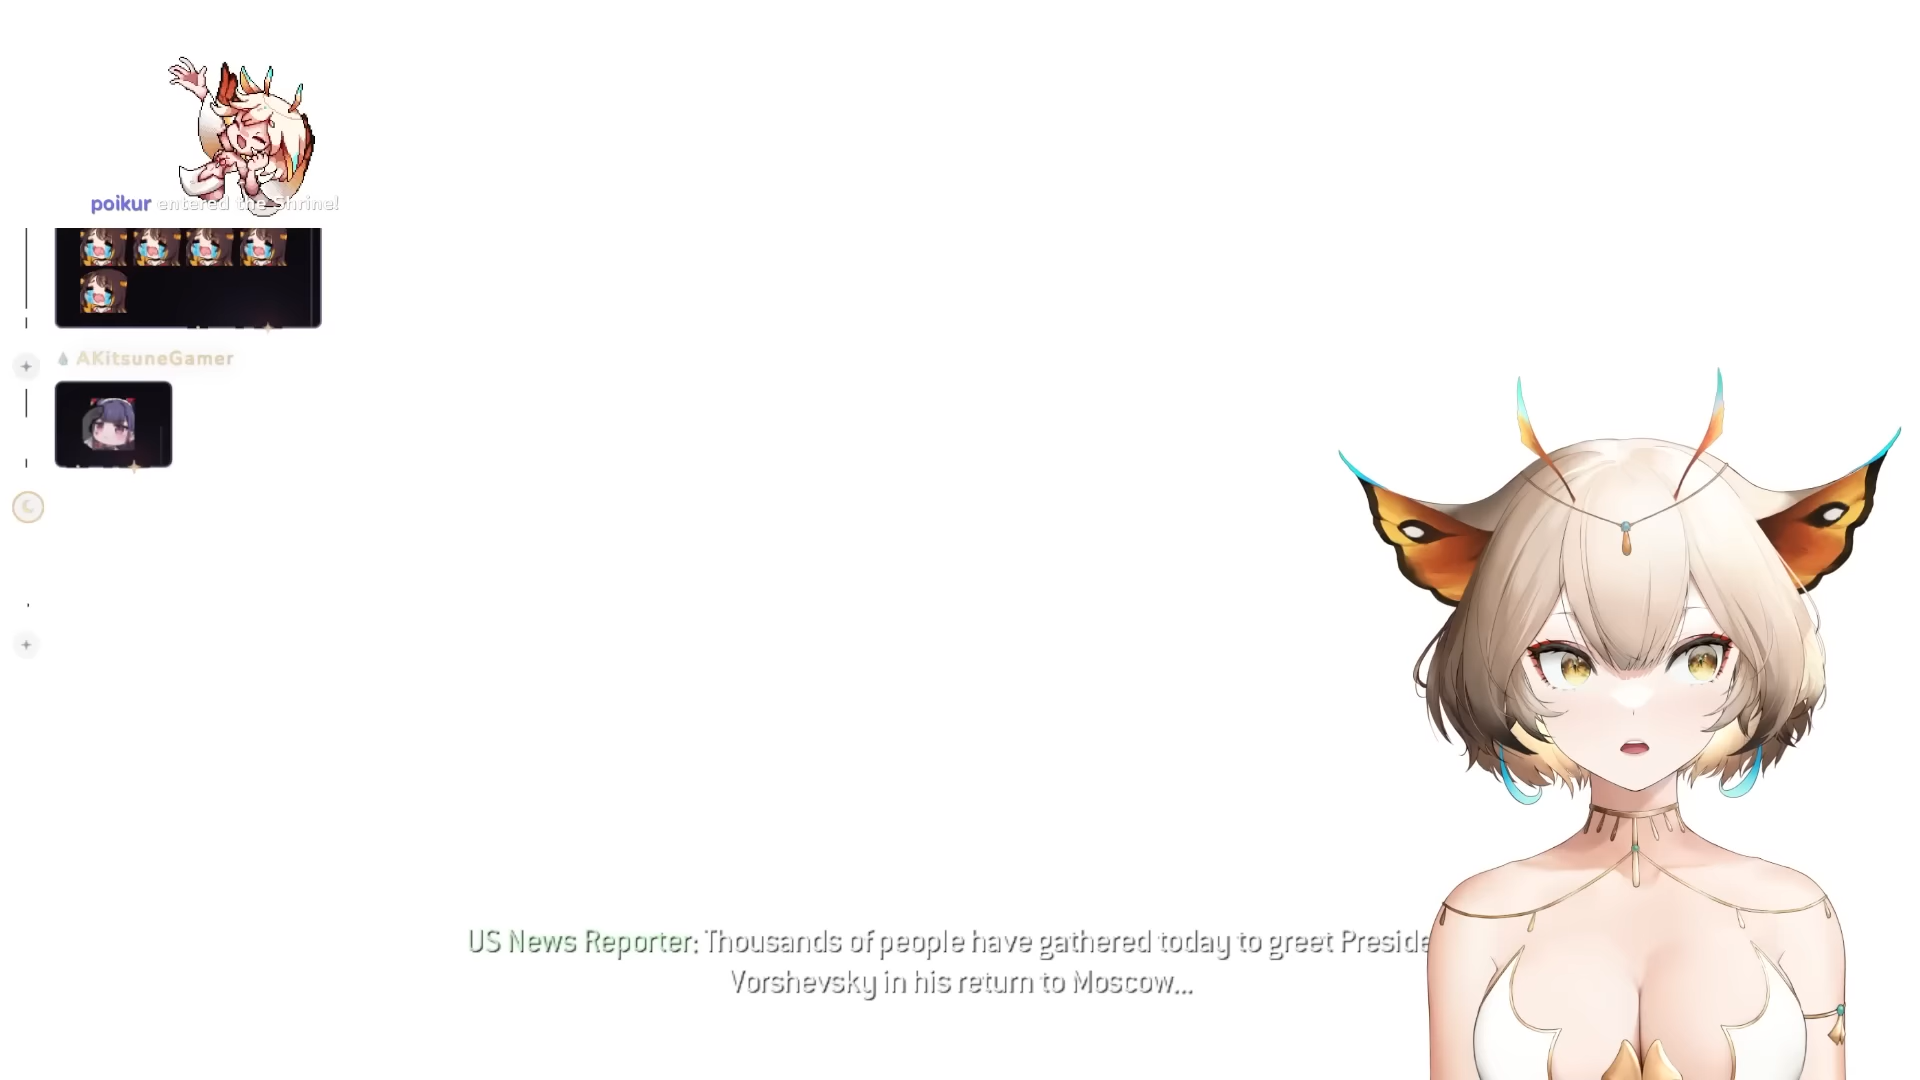 poikur entered the Shrine!
AKitsuneGamer
US News Reporter: Thousands of people have gathered today to greet Preside
Vorshevsky in his return to Moscow...